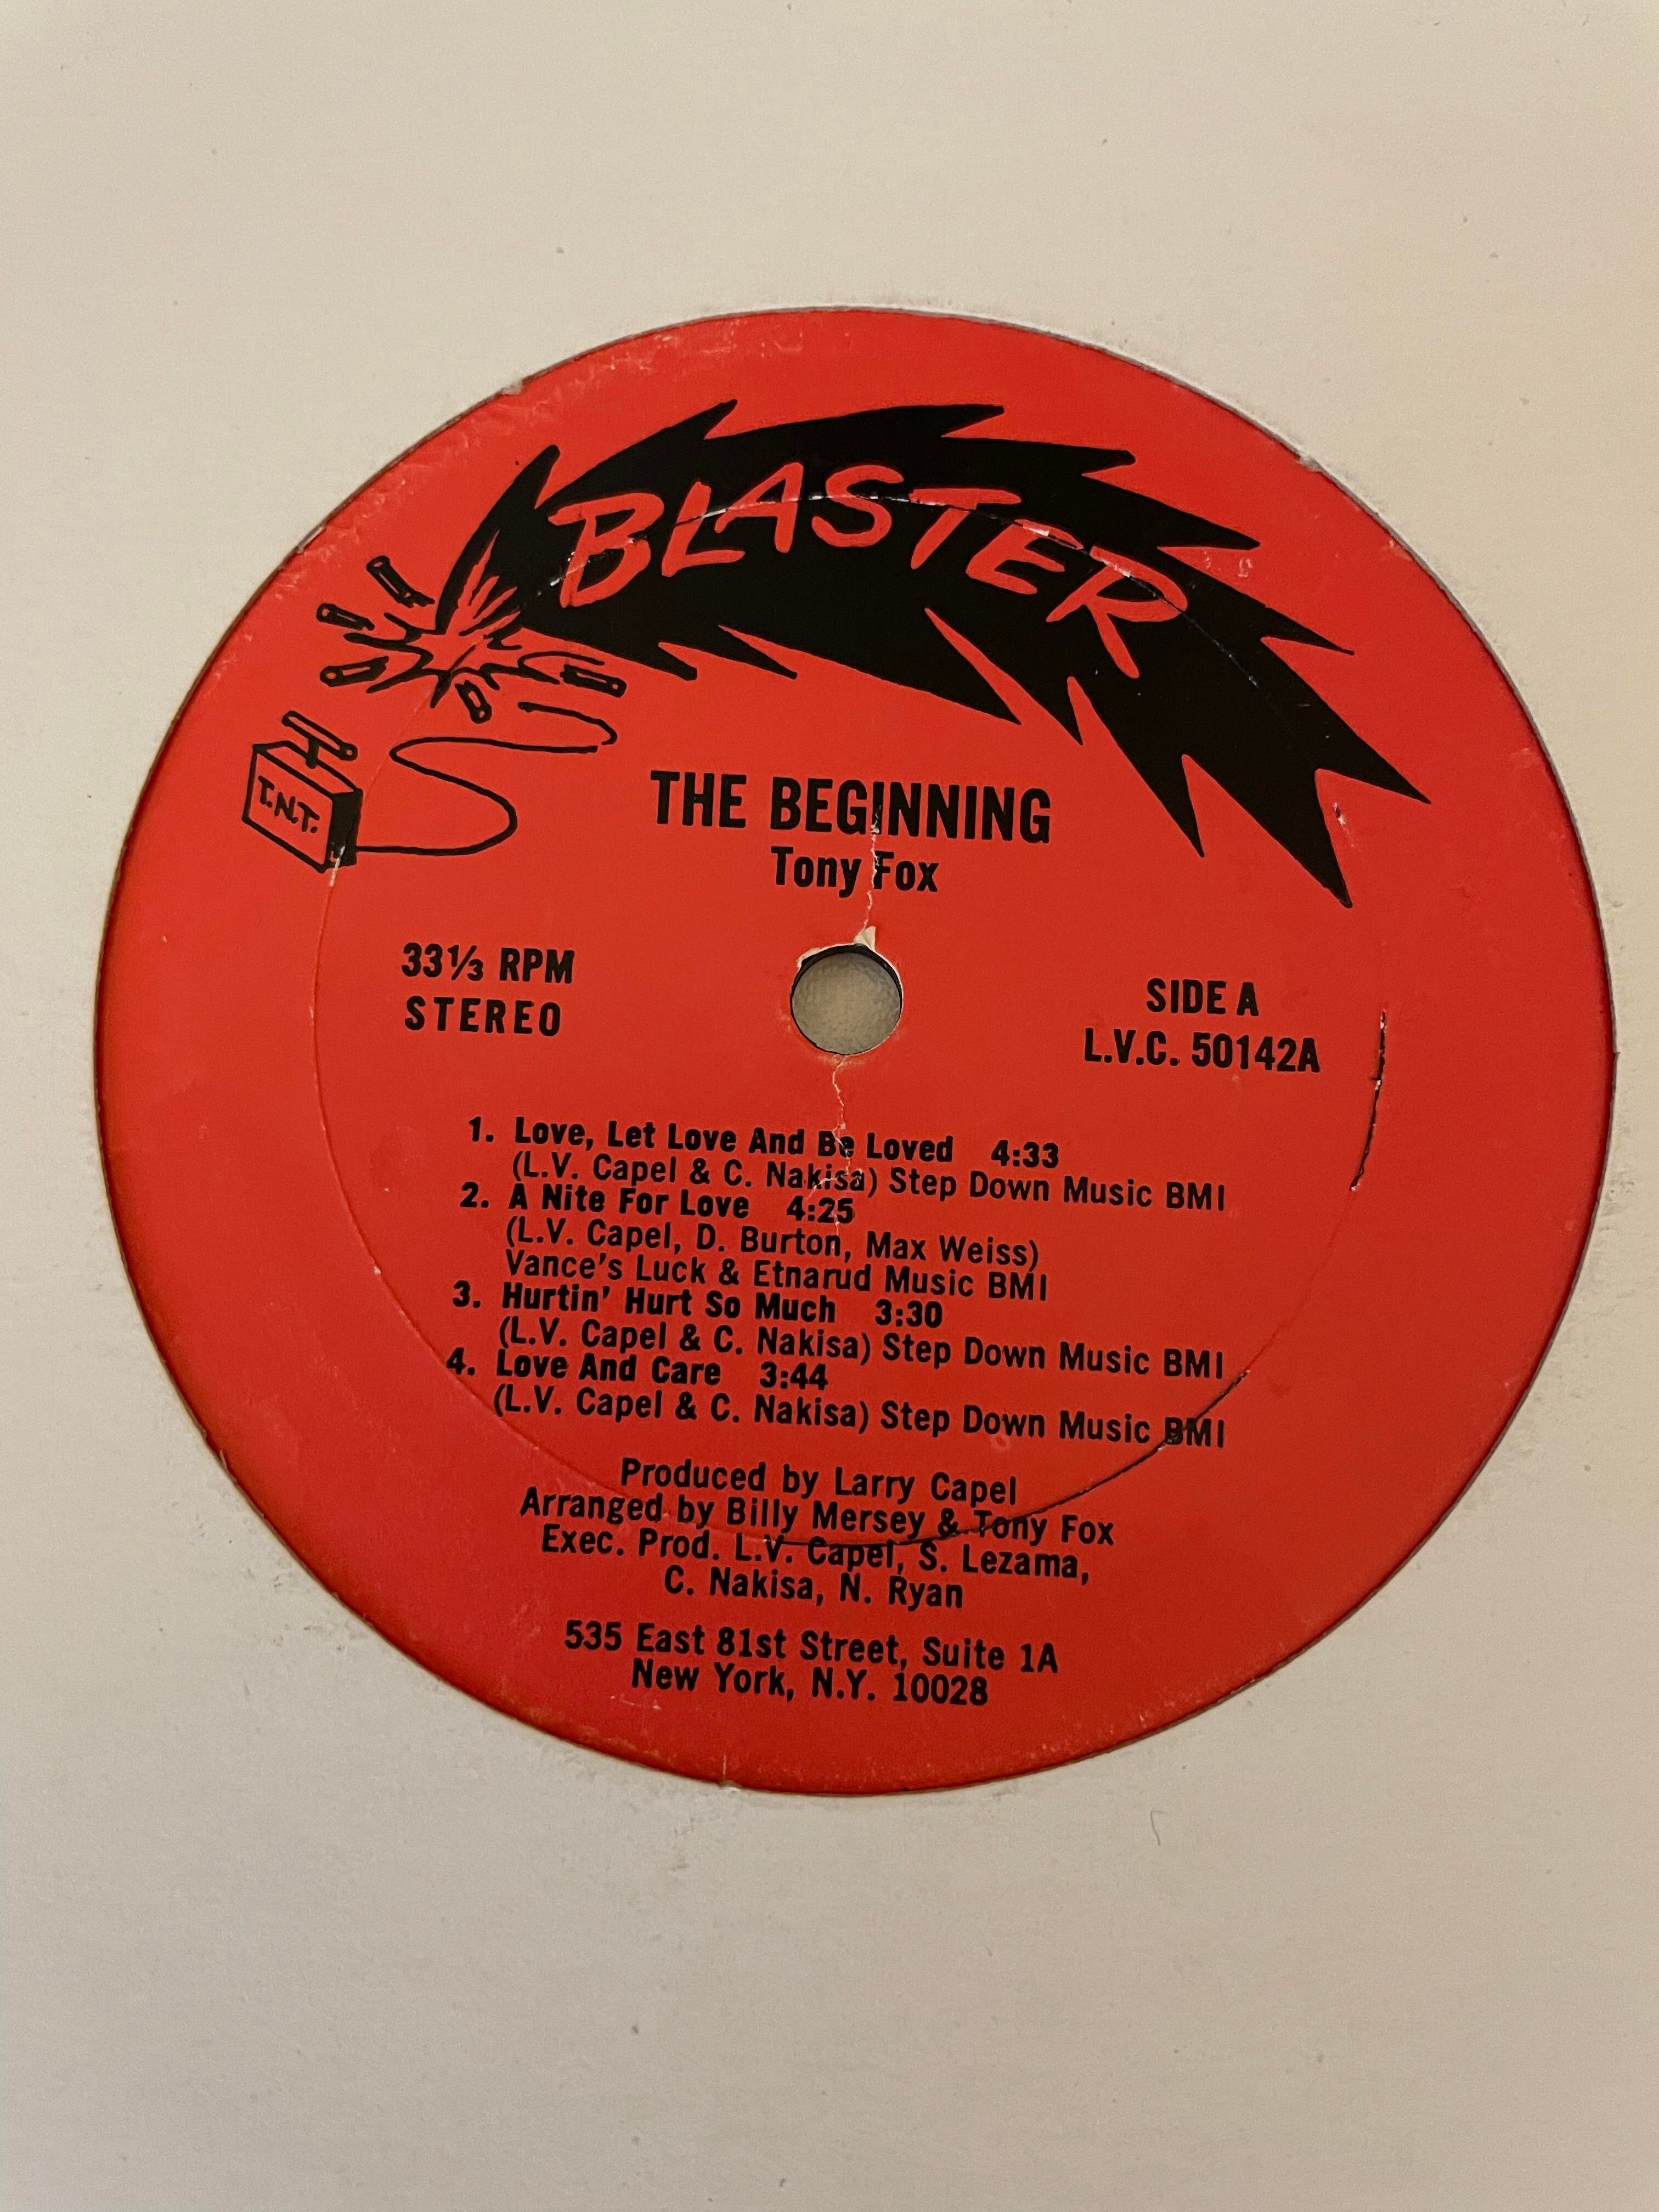 BLASTER
T.N.T.
THE BEGINNING
Tony Fox
33⅓ RPM
STEREO
SIDE A
L.V.C. 50142A
1. Love, Let Love And Be Loved 4:33
(L.V. Capel & C. Nakisa) Step Down Music BMI
2. A Nite For Love 4:25
(L.V. Capel, D. Burton, Max Weiss)
Vance's Luck & Etnarud Music BMI
3. Hurtin' Hurt So Much 3:30
(L.V. Capel & C. Nakisa) Step Down Music BMI
4. Love And Care 3:44
(L.V. Capel & C. Nakisa) Step Down Music BMI
Produced by Larry Capel
Arranged by Billy Mersey & Tony Fox
Exec. Prod. L.V. Capel, S. Lezama,
C. Nakisa, N. Ryan
535 East 81st Street, Suite 1A
New York, N.Y. 10028